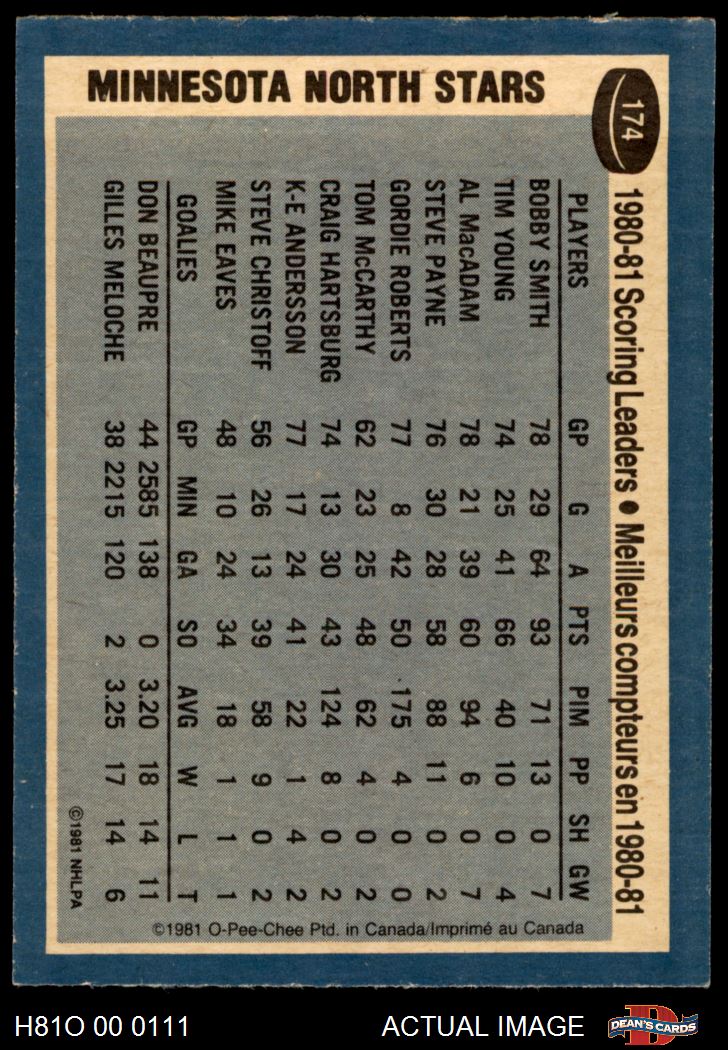 MINNESOTA NORTH STARS
174
1980-81 Scoring Leaders • Meilleurs compteurs en 1980-81
PLAYERS GP G A PTS PIM PP SH GW
BOBBY SMITH 78 29 64 93 71 13 0 7
TIM YOUNG 74 25 41 66 40 10 0 4
AL MacADAM 78 21 39 60 94 6 0 7
STEVE PAYNE 76 30 28 58 88 11 0 2
GORDIE ROBERTS 77 8 42 50 175 4 0 0
TOM McCARTHY 62 23 25 48 62 4 0 2
CRAIG HARTSBURG 74 13 30 43 124 8 0 2
K-E ANDERSSON 77 17 24 41 22 1 4 2
STEVE CHRISTOFF 56 26 13 39 58 9 0 2
MIKE EAVES 48 10 24 34 18 1 1 1
GOALIES GP MIN GA SO AVG W L T
DON BEAUPRE 44 2585 138 0 3.20 18 14 11
GILLES MELOCHE 38 2215 120 2 3.25 17 14 6
©1981 NHLPA
©1981 O-Pee-Chee Ptd. in Canada/Imprimé au Canada
H81O 00 0111 ACTUAL IMAGE
D
DEAN'S CARDS